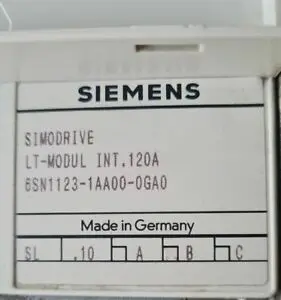 SIEMENS
SIMODRIVE
LT-MODUL INT.120A
6SN1123-1AA00-0GA0
Made in Germany
SL .10 A B C